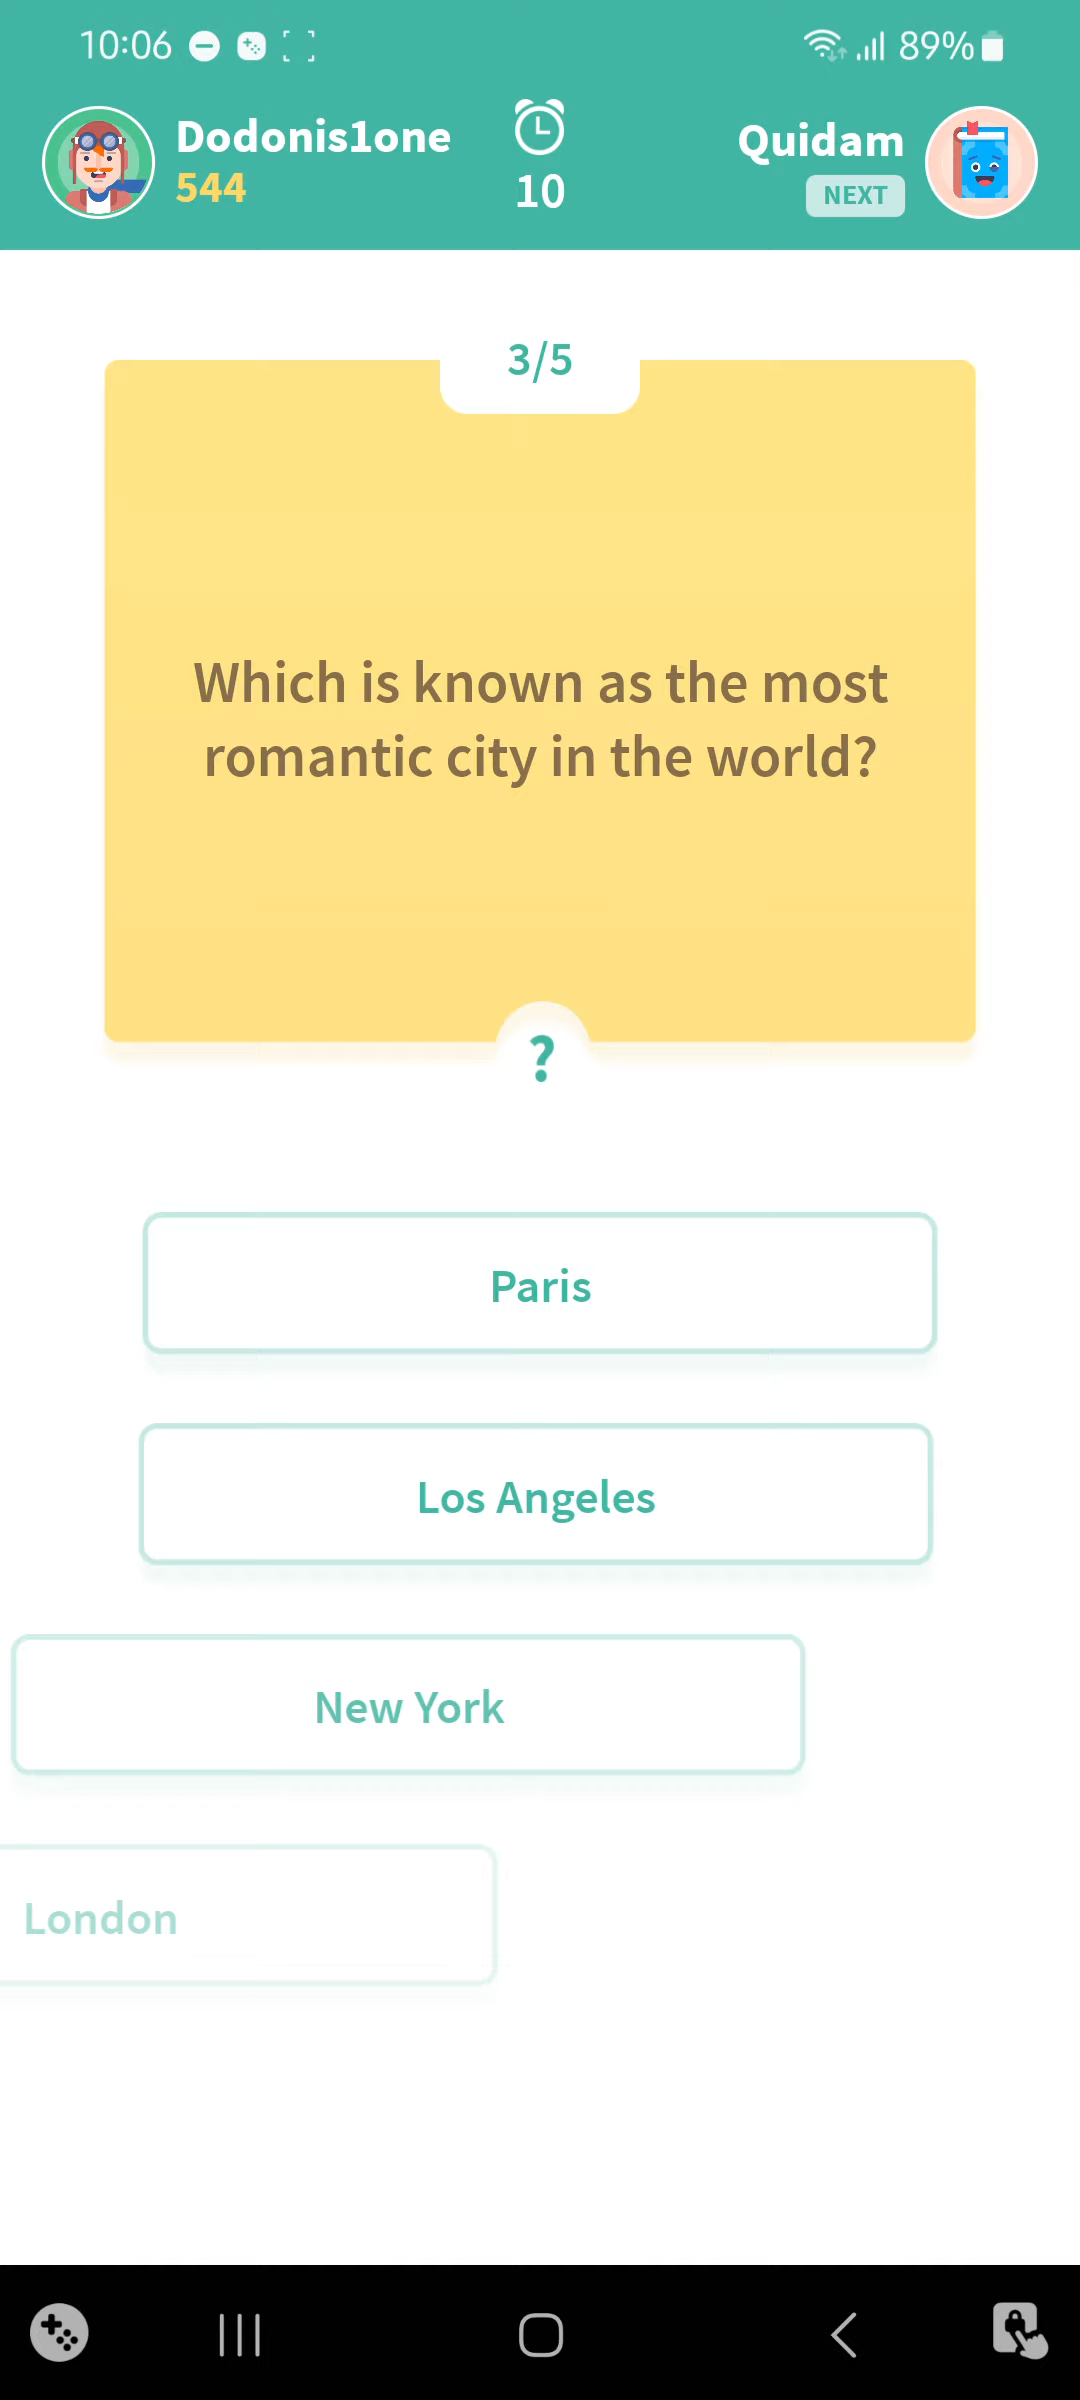 10:06
89%
Dodonis1one
544
10
Quidam
NEXT
3/5
Which is known as the most
romantic city in the world?
?
Paris
Los Angeles
New York
London